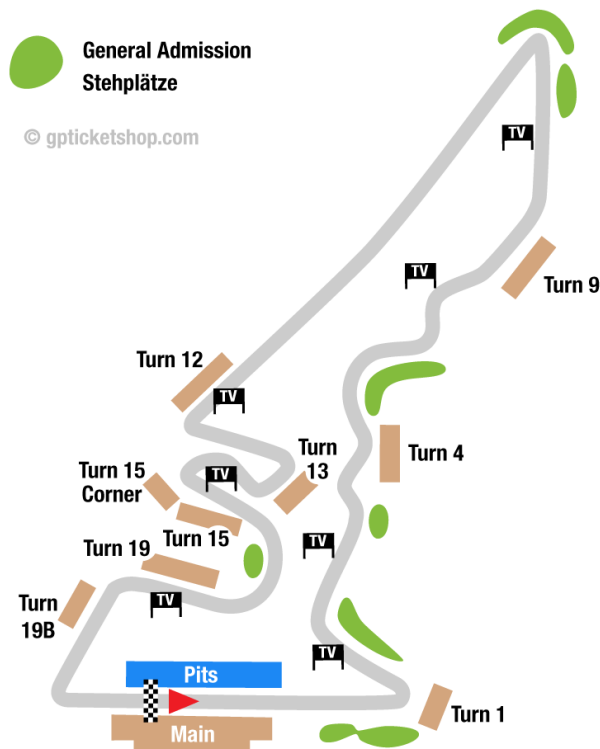 General Admission
Stehplätze
© gpticketshop.com
TV
TV
Turn 9
Turn 12
TV
Turn 4
Turn
13
Turn 15
Corner
TV
Turn 15
Turn 19
TV
Turn
19B
TV
TV
Pits
Main
Turn 1